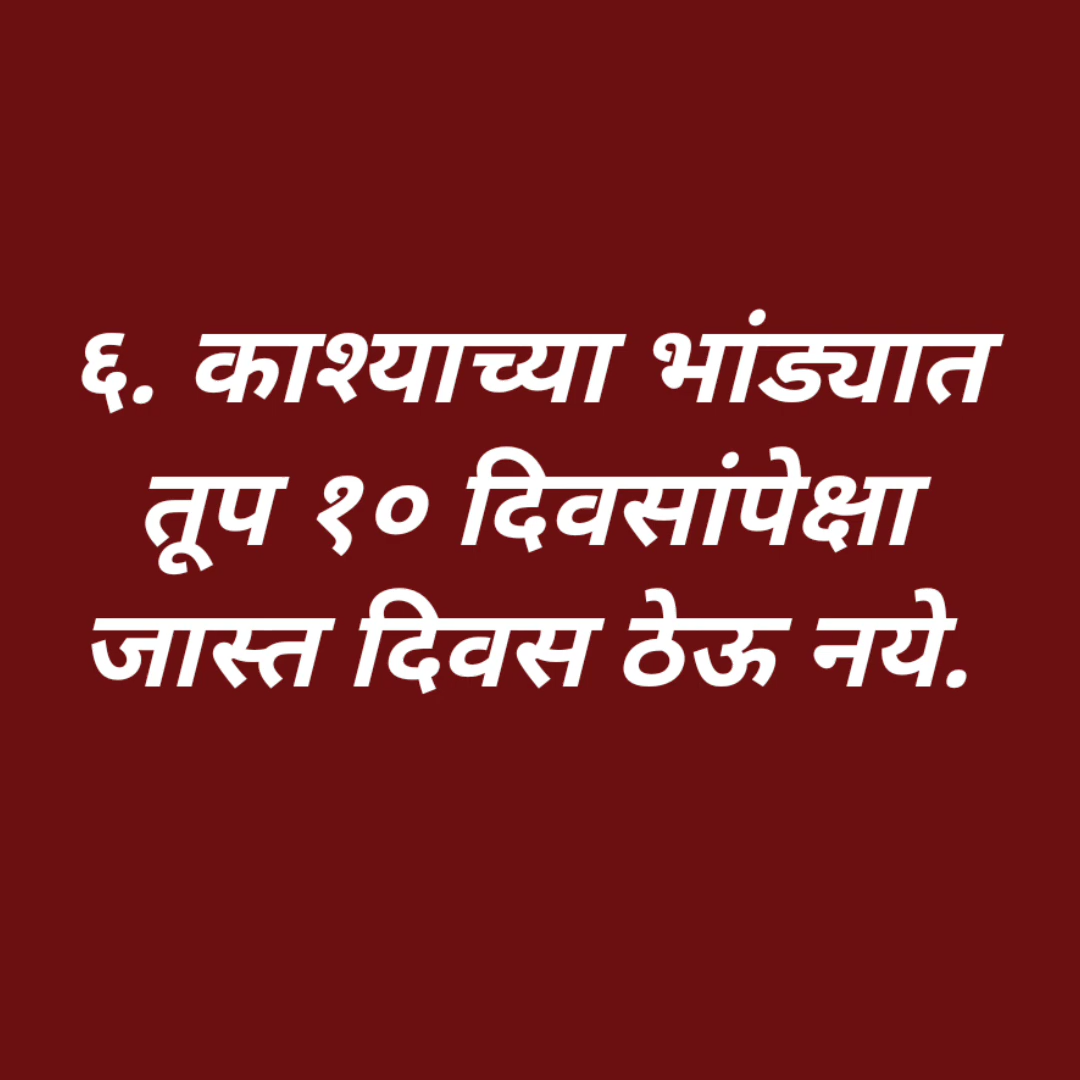 ६. काश्याच्या भांड्यात
तूप १० दिवसांपेक्षा
जास्त दिवस ठेऊ नये.